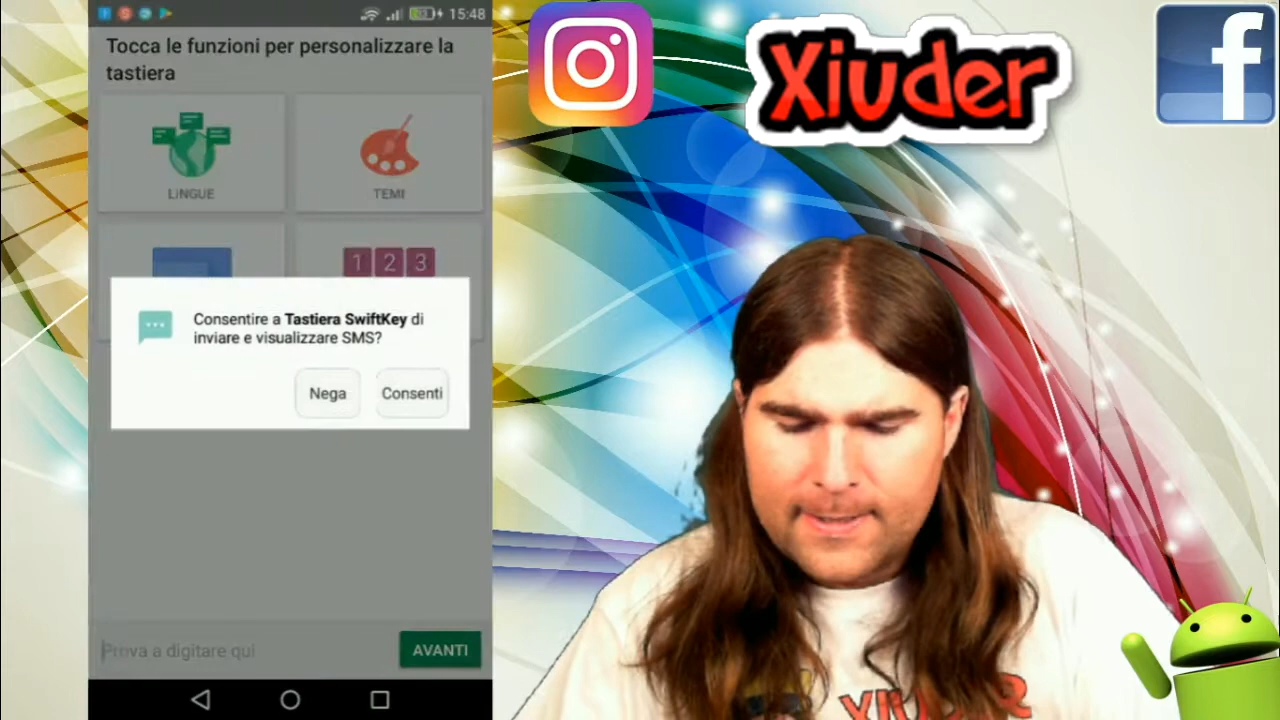 15:48
Tocca le funzioni per personalizzare la
tastiera
LINGUE
TEMI
1 2 3
Consentire a Tastiera SwiftKey di
inviare e visualizzare SMS?
Nega
Consenti
Prova a digitare qui
AVANTI
Xiuder
f
XIUDER